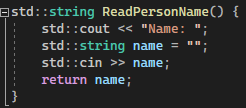 std::string ReadPersonName() {
    std::cout << "Name: ";
    std::string name = "";
    std::cin >> name;
    return name;
}